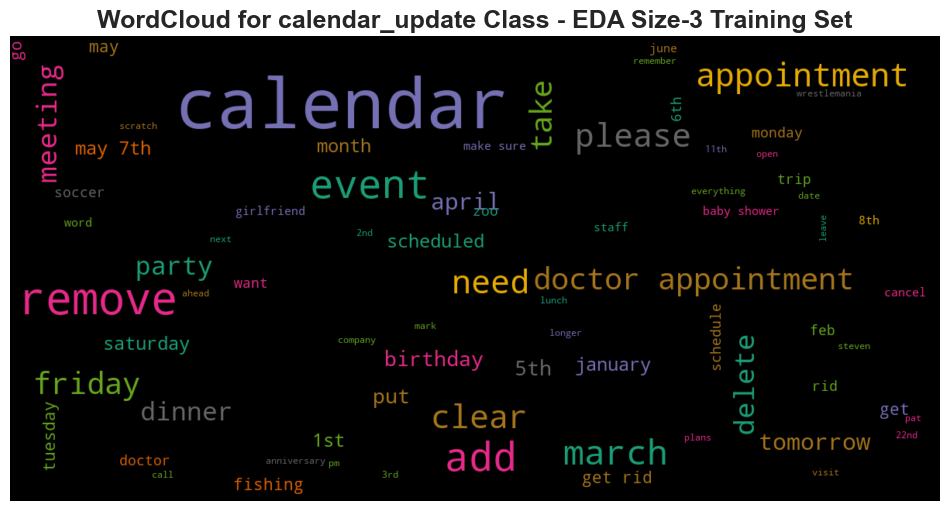 WordCloud for calendar_update Class - EDA Size-3 Training Set
go
may
june
remember
calendar
meeting
take
appointment
wrestlemania
6th
scratch
please
monday
may 7th
month
make sure
11th
open
soccer
event
april
zoo
trip
everything
date
girlfriend
baby shower
word
staff
leave
8th
next
2nd
scheduled
party
want
need
doctor appointment
remove
ahead
lunch
cancel
mark
longer
schedule
feb
saturday
company
steven
delete
birthday
5th
january
friday
rid
put
dinner
clear
get
pat
tuesday
1st
add
march
plans
22nd
tomorrow
doctor
anniversary
pm
call
fishing
3rd
get rid
visit